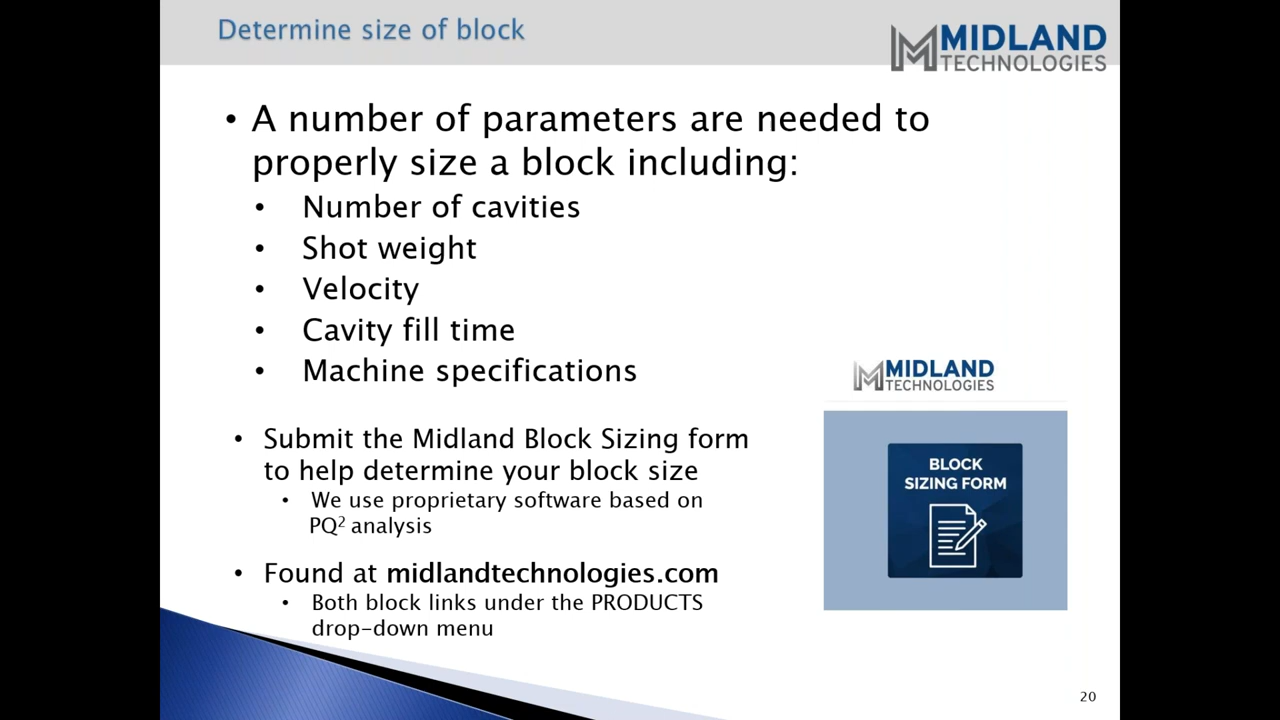 Determine size of block
MIDLAND
TECHNOLOGIES
• A number of parameters are needed to
properly size a block including:
• Number of cavities
• Shot weight
• Velocity
• Cavity fill time
• Machine specifications
MIDLAND
TECHNOLOGIES
BLOCK
SIZING FORM
• Submit the Midland Block Sizing form
to help determine your block size
• We use proprietary software based on
PQ² analysis
• Found at midlandtechnologies.com
• Both block links under the PRODUCTS
drop-down menu
20